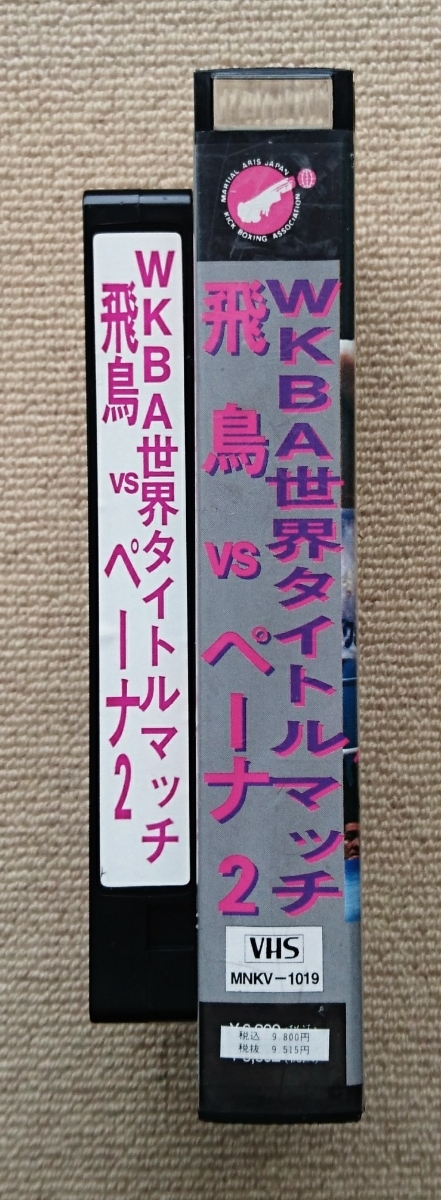 WKBA世界タイトルマッチ
飛鳥 VS ペーナ2
MARTIAL ARTS JAPAN
KICK BOXING ASSOCIATION
WKBA世界タイトルマッチ
飛鳥 VS ペーナ2
VHS
MNKV-1019
税込 9.800円
税抜 9.515円